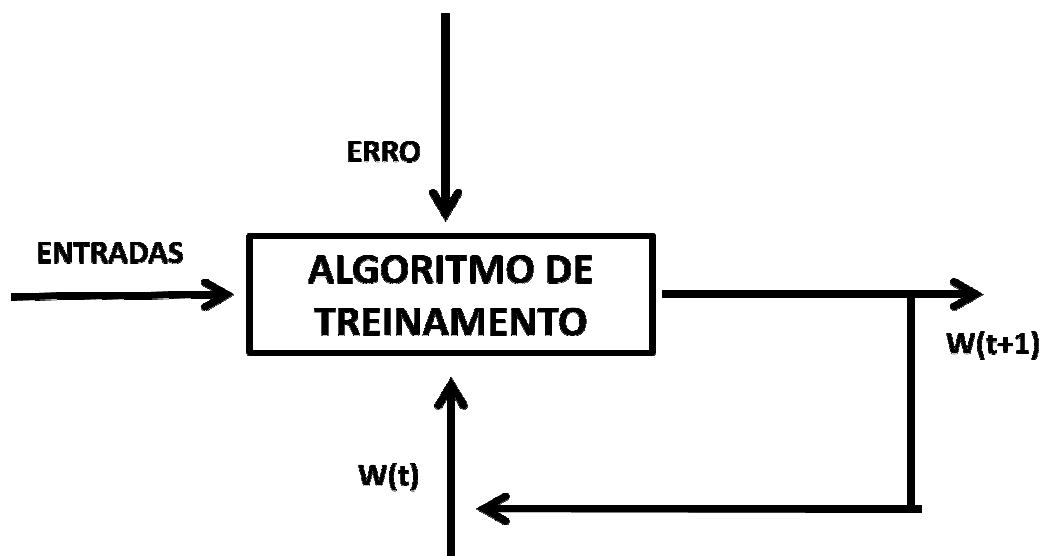 ERRO
ENTRADAS
ALGORITMO DE
TREINAMENTO
W(t+1)
W(t)